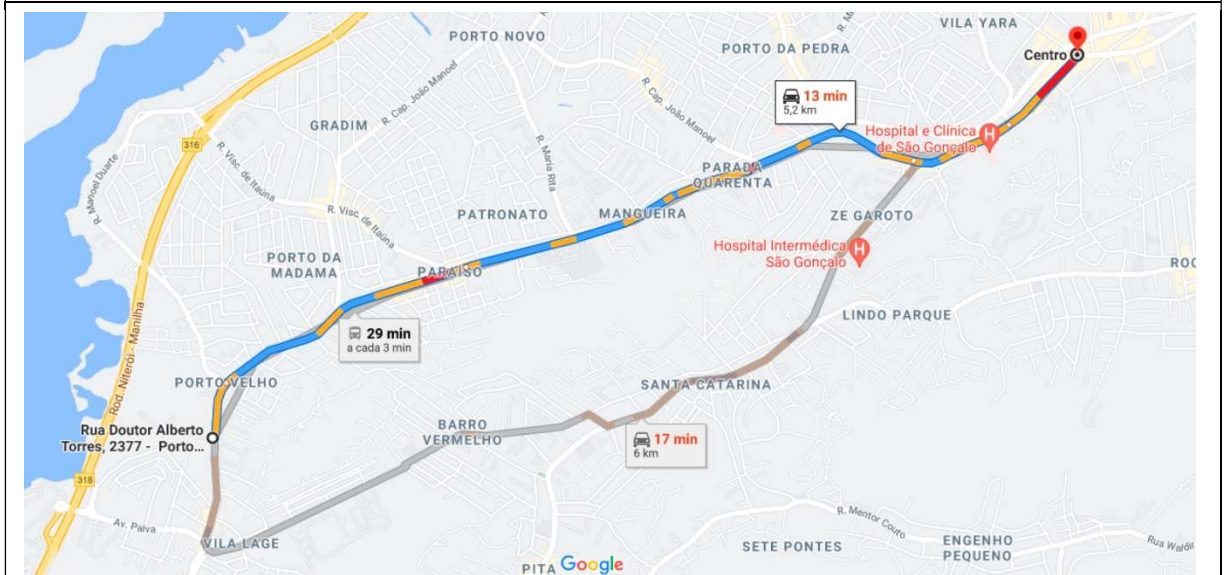 VILA YARA
PORTO NOVO
PORTO DA PEDRA
Centro
R. M
R. Cap. João Manoel
13 min
5,2 km
R. Cap. João Manoel
GRADIM
Hospital e Clínica
de São Gonçalo
316
R. Manoel Duarte
R. Visc. de Itaúna
R. Maria Rita
PARADA
QUARENTA
R. Visc. de Itaúna
PATRONATO
MANGUEIRA
ZE GAROTO
Hospital Intermédica
São Gonçalo
PORTO DA
MADAMA
PARAÍSO
ROC
Rod. Niterói - Manilha
LINDO PARQUE
29 min
a cada 3 min
PORTO VELHO
SANTA CATARINA
Rua Doutor Alberto
Torres, 2377 - Porto...
BARRO
VERMELHO
17 min
6 km
318
Av. Paiva
VILA LAGE
R. Mentor Couto
SETE PONTES
ENGENHO
PEQUENO
Rua Waldir
PITA
Google